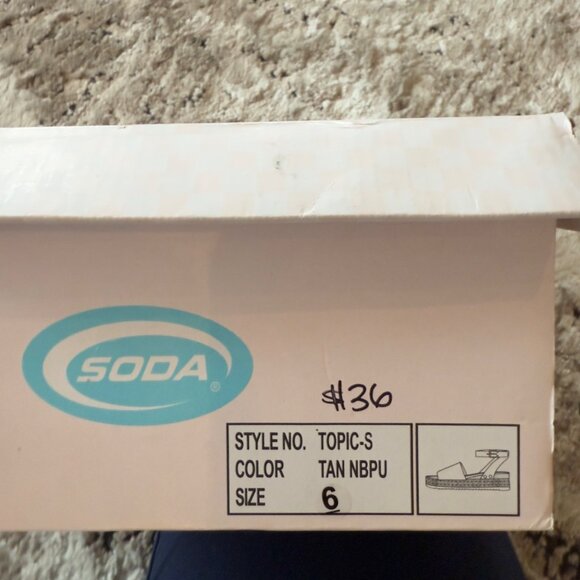 SODA ®
$36
STYLE NO. TOPIC-S
COLOR TAN NBPU
SIZE 6